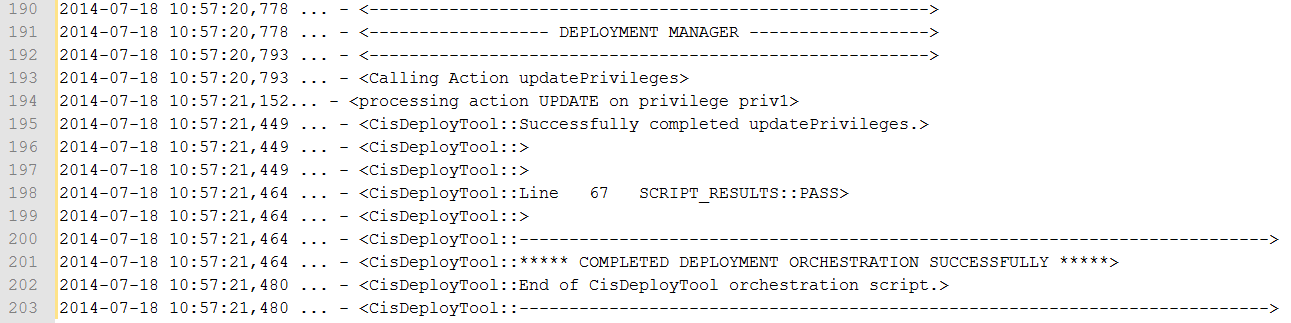 190 2014-07-18 10:57:20,778 ... - <-------------------------------------------------------->
191 2014-07-18 10:57:20,778 ... - <------------------ DEPLOYMENT MANAGER ------------------>
192 2014-07-18 10:57:20,793 ... - <-------------------------------------------------------->
193 2014-07-18 10:57:20,793 ... - <Calling Action updatePrivileges>
194 2014-07-18 10:57:21,152... - <processing action UPDATE on privilege priv1>
195 2014-07-18 10:57:21,449 ... - <CisDeployTool::Successfully completed updatePrivileges.>
196 2014-07-18 10:57:21,449 ... - <CisDeployTool::>
197 2014-07-18 10:57:21,449 ... - <CisDeployTool::>
198 2014-07-18 10:57:21,464 ... - <CisDeployTool::Line   67   SCRIPT_RESULTS::PASS>
199 2014-07-18 10:57:21,464 ... - <CisDeployTool::>
200 2014-07-18 10:57:21,464 ... - <CisDeployTool::--------------------------------------------------------------------------->
201 2014-07-18 10:57:21,464 ... - <CisDeployTool::***** COMPLETED DEPLOYMENT ORCHESTRATION SUCCESSFULLY *****>
202 2014-07-18 10:57:21,480 ... - <CisDeployTool::End of CisDeployTool orchestration script.>
203 2014-07-18 10:57:21,480 ... - <CisDeployTool::--------------------------------------------------------------------------->